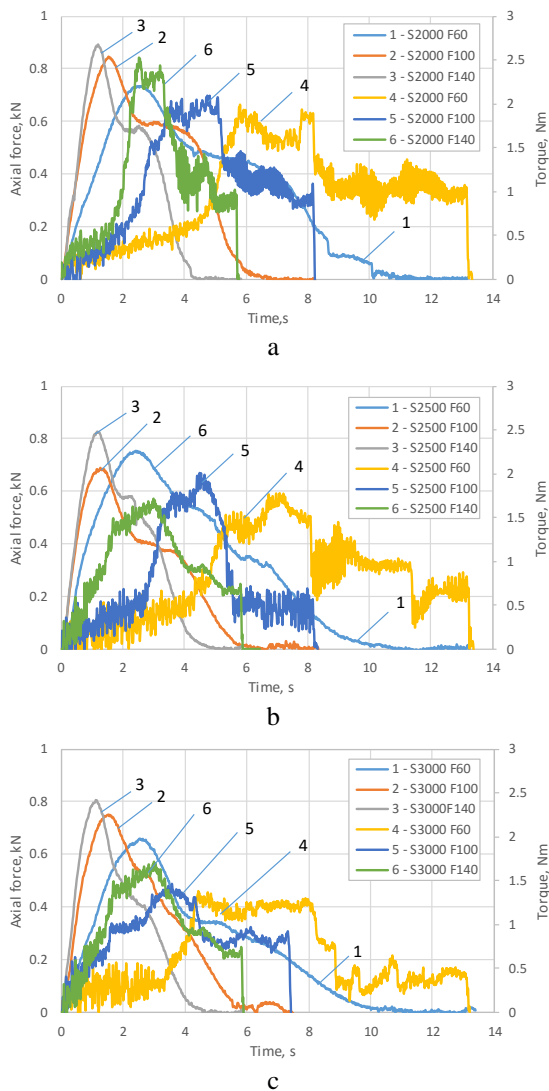 3
2
6
5
4
1
1 - S2000 F60
2 - S2000 F100
3 - S2000 F140
4 - S2000 F60
5 - S2000 F100
6 - S2000 F140
Axial force,kN
Torque, Nm
1
0.8
0.6
0.4
0.2
0
3
2.5
2
1.5
1
0.5
0
0 2 4 6 8 10 12 14
Time,s
a
3
2
6
5
4
1
1 - S2500 F60
2 - S2500 F100
3 - S2500 F140
4 - S2500 F60
5 - S2500 F100
6 - S2500 F140
Axial force,kN
Torque, Nm
1
0.8
0.6
0.4
0.2
0
3
2.5
2
1.5
1
0.5
0
0 2 4 6 8 10 12 14
Time, s
b
3
2
6
5
4
1
1 - S3000 F60
2 - S3000 F100
3 - S3000F140
4 - S3000 F60
5 - S3000 F100
6 - S3000 F140
Axial force,kN
Torque, Nm
1
0.8
0.6
0.4
0.2
0
3
2.5
2
1.5
1
0.5
0
0 2 4 6 8 10 12 14
Time, s
c